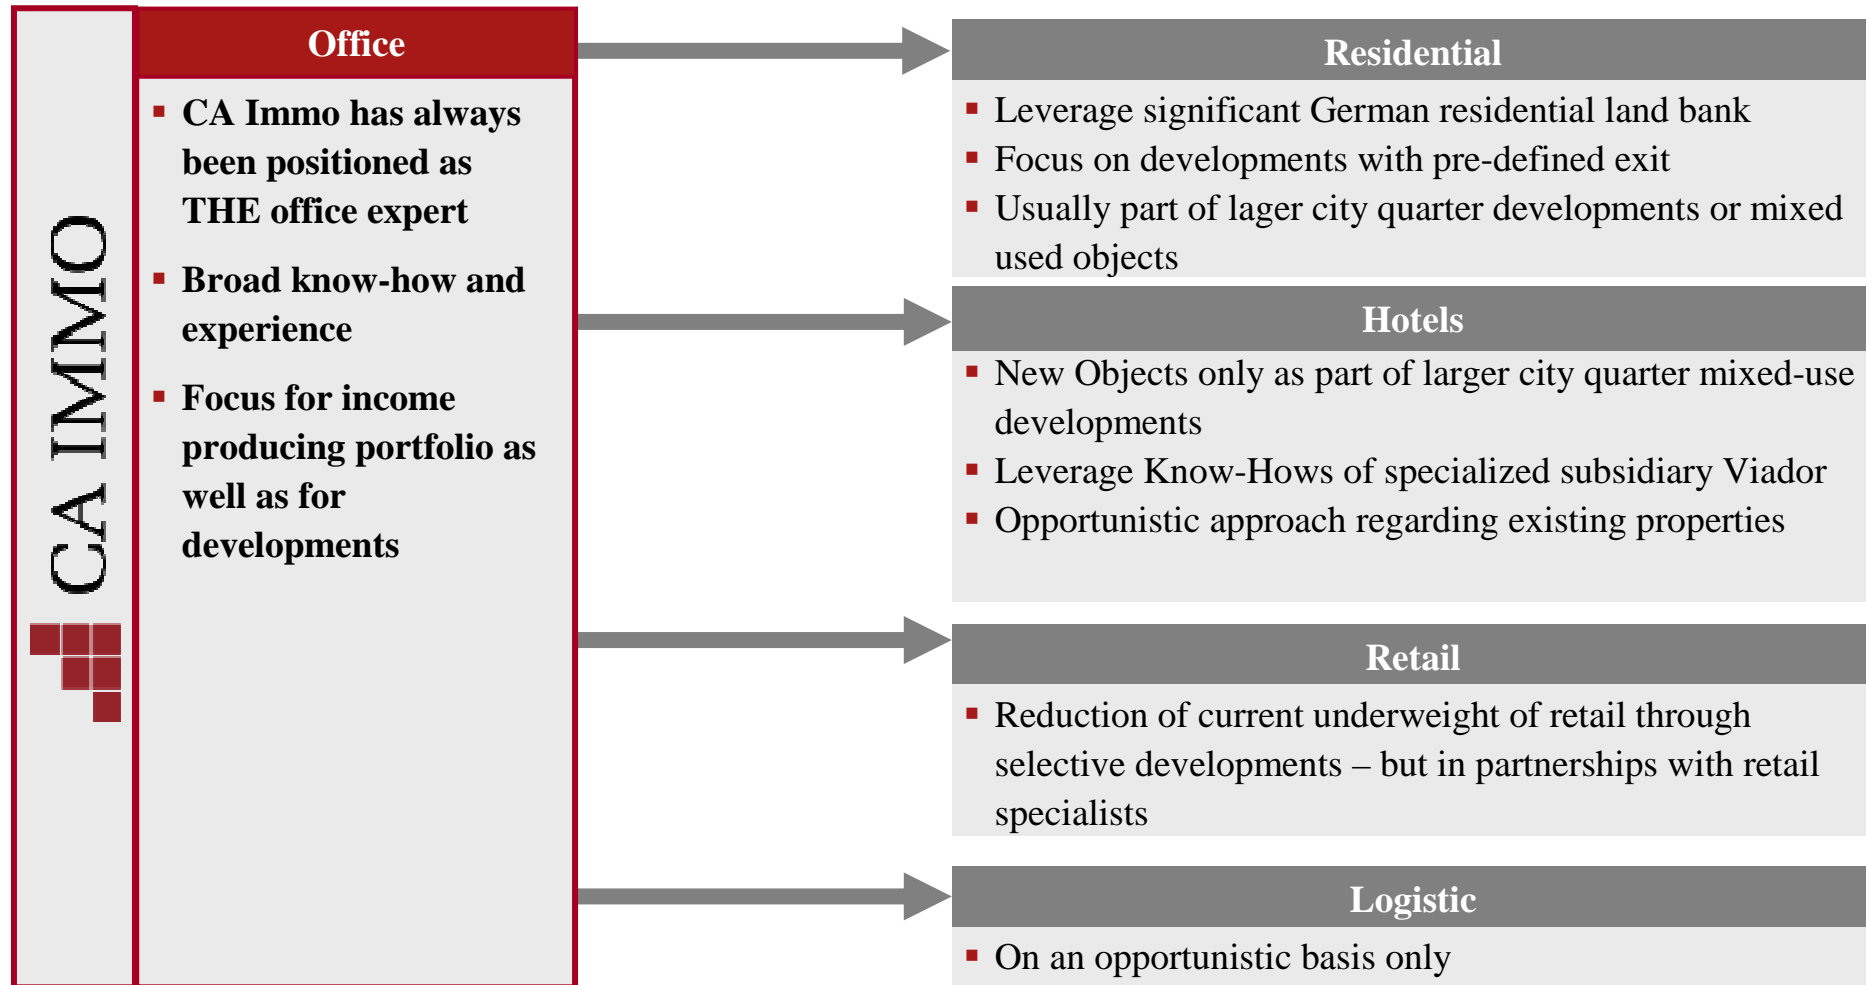 CA IMMO
Office
▪ CA Immo has always
been positioned as
THE office expert
▪ Broad know-how and
experience
▪ Focus for income
producing portfolio as
well as for
developments
Residential
▪ Leverage significant German residential land bank
▪ Focus on developments with pre-defined exit
▪ Usually part of lager city quarter developments or mixed
used objects
Hotels
▪ New Objects only as part of larger city quarter mixed-use
developments
▪ Leverage Know-Hows of specialized subsidiary Viador
▪ Opportunistic approach regarding existing properties
Retail
▪ Reduction of current underweight of retail through
selective developments – but in partnerships with retail
specialists
Logistic
▪ On an opportunistic basis only